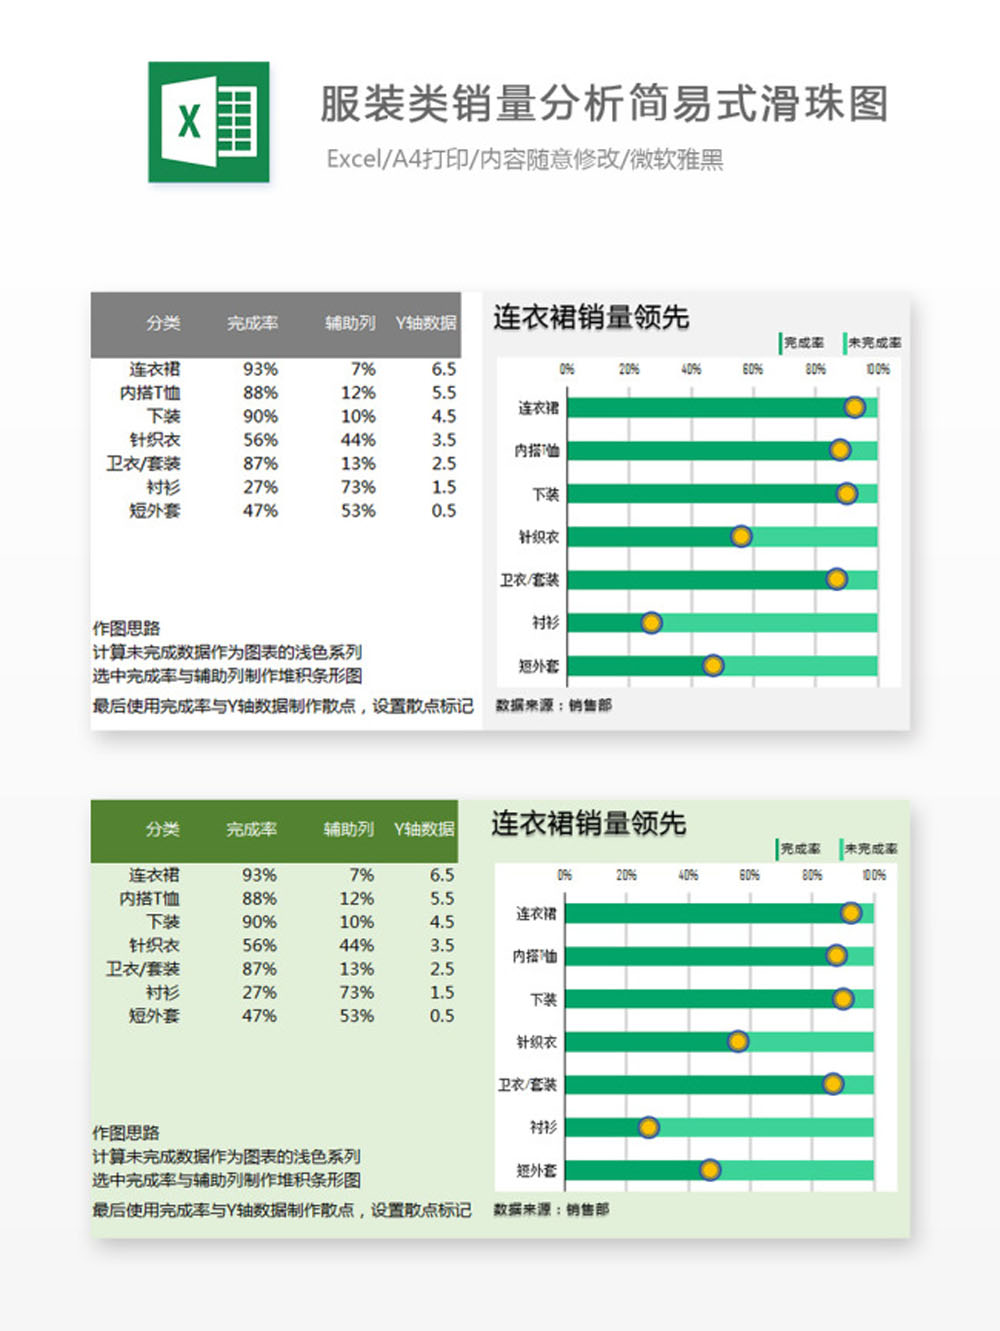 X
服装类销量分析简易式滑珠图
Excel/A4打印/内容随意修改/微软雅黑
分类 完成率 辅助列 Y轴数据
连衣裙 93% 7% 6.5
内搭T恤 88% 12% 5.5
下装 90% 10% 4.5
针织衣 56% 44% 3.5
卫衣/套装 87% 13% 2.5
衬衫 27% 73% 1.5
短外套 47% 53% 0.5
作图思路
计算未完成数据作为图表的浅色系列
选中完成率与辅助列制作堆积条形图
最后使用完成率与Y轴数据制作散点，设置散点标记
连衣裙销量领先
完成率 未完成率
0% 20% 40% 60% 80% 100%
连衣裙
内搭T恤
下装
针织衣
卫衣/套装
衬衫
短外套
数据来源：销售部
分类 完成率 辅助列 Y轴数据
连衣裙 93% 7% 6.5
内搭T恤 88% 12% 5.5
下装 90% 10% 4.5
针织衣 56% 44% 3.5
卫衣/套装 87% 13% 2.5
衬衫 27% 73% 1.5
短外套 47% 53% 0.5
作图思路
计算未完成数据作为图表的浅色系列
选中完成率与辅助列制作堆积条形图
最后使用完成率与Y轴数据制作散点，设置散点标记
连衣裙销量领先
完成率 未完成率
0% 20% 40% 60% 80% 100%
连衣裙
内搭T恤
下装
针织衣
卫衣/套装
衬衫
短外套
数据来源：销售部